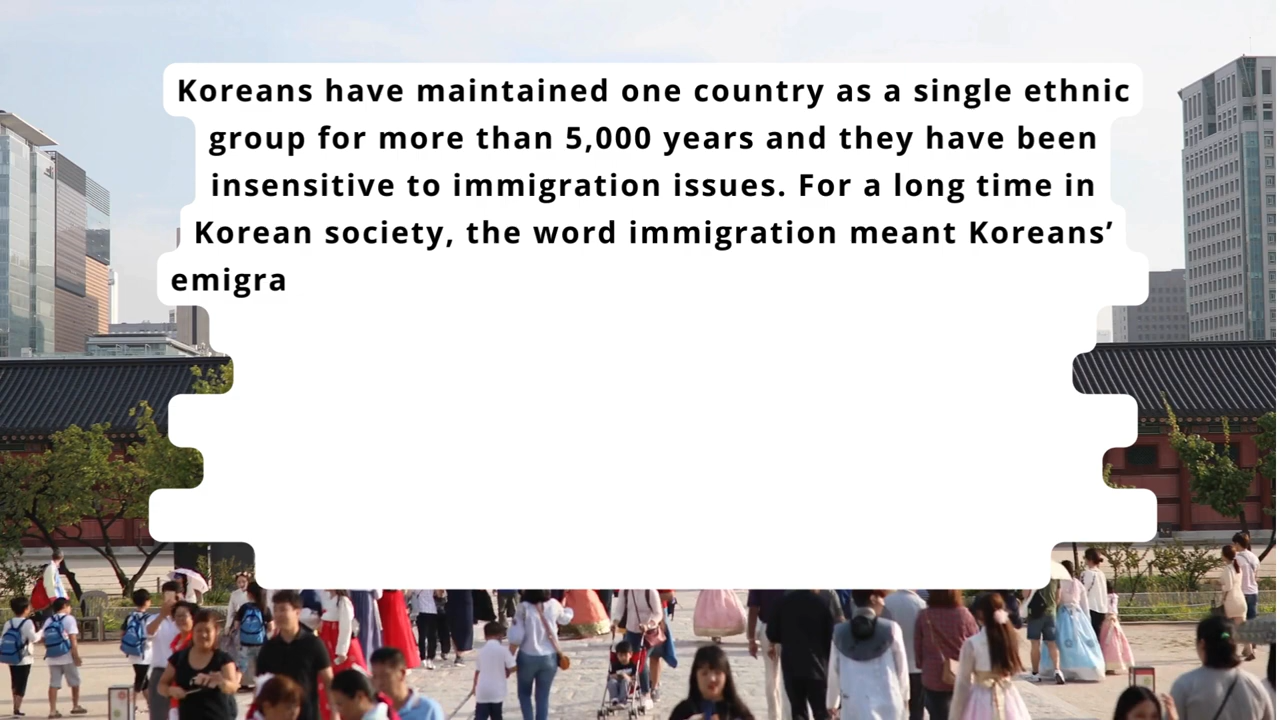 Koreans have maintained one country as a single ethnic
group for more than 5,000 years and they have been
insensitive to immigration issues. For a long time in
Korean society, the word immigration meant Koreans’
emigra